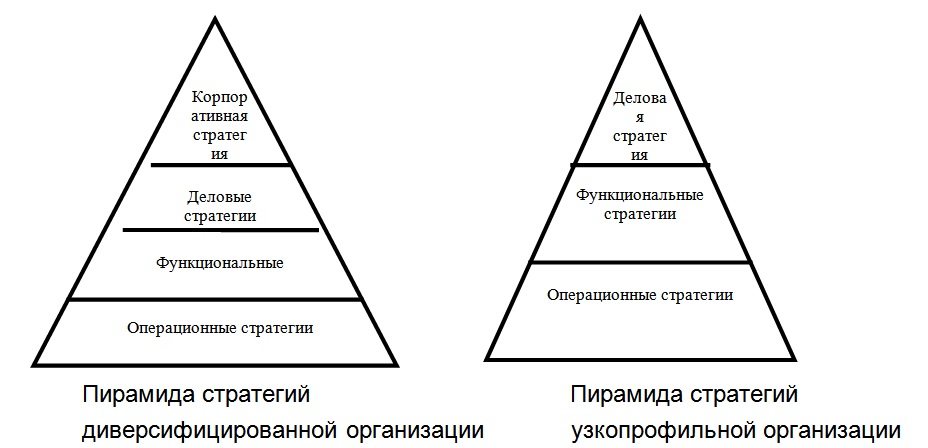 Корпор
ативная
стратег
ия
Деловые
стратегии
Функциональные
Операционные стратегии
Пирамида стратегий
диверсифицированной организации
Делова
я
стратег
ия
Функциональные
стратегии
Операционные стратегии
Пирамида стратегий
узкопрофильной организации